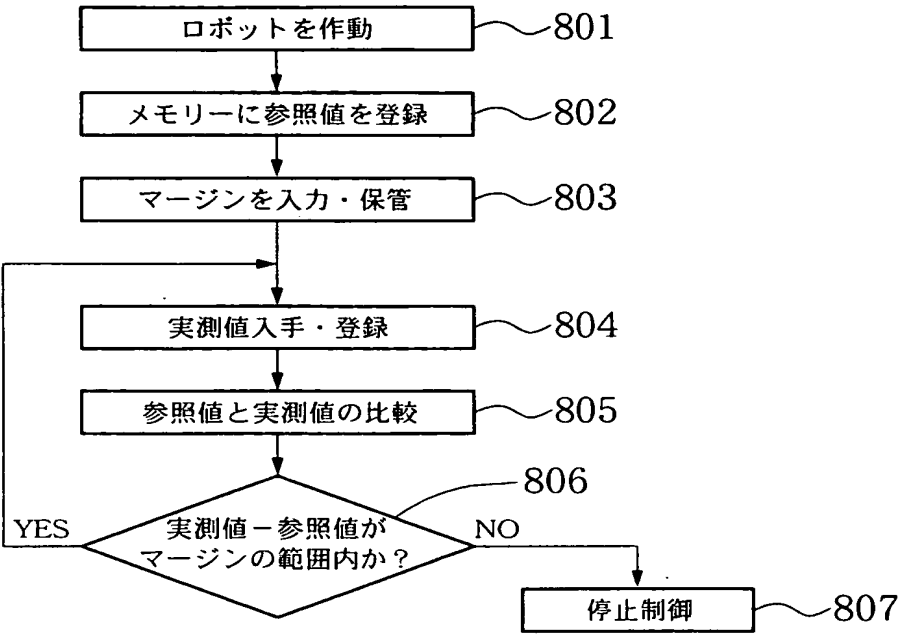 ロボットを作動
801
メモリーに参照値を登録
802
マージンを入力・保管
803
実測値入手・登録
804
参照値と実測値の比較
805
806
YES
実測値－参照値が
マージンの範囲内か？
NO
停止制御
807